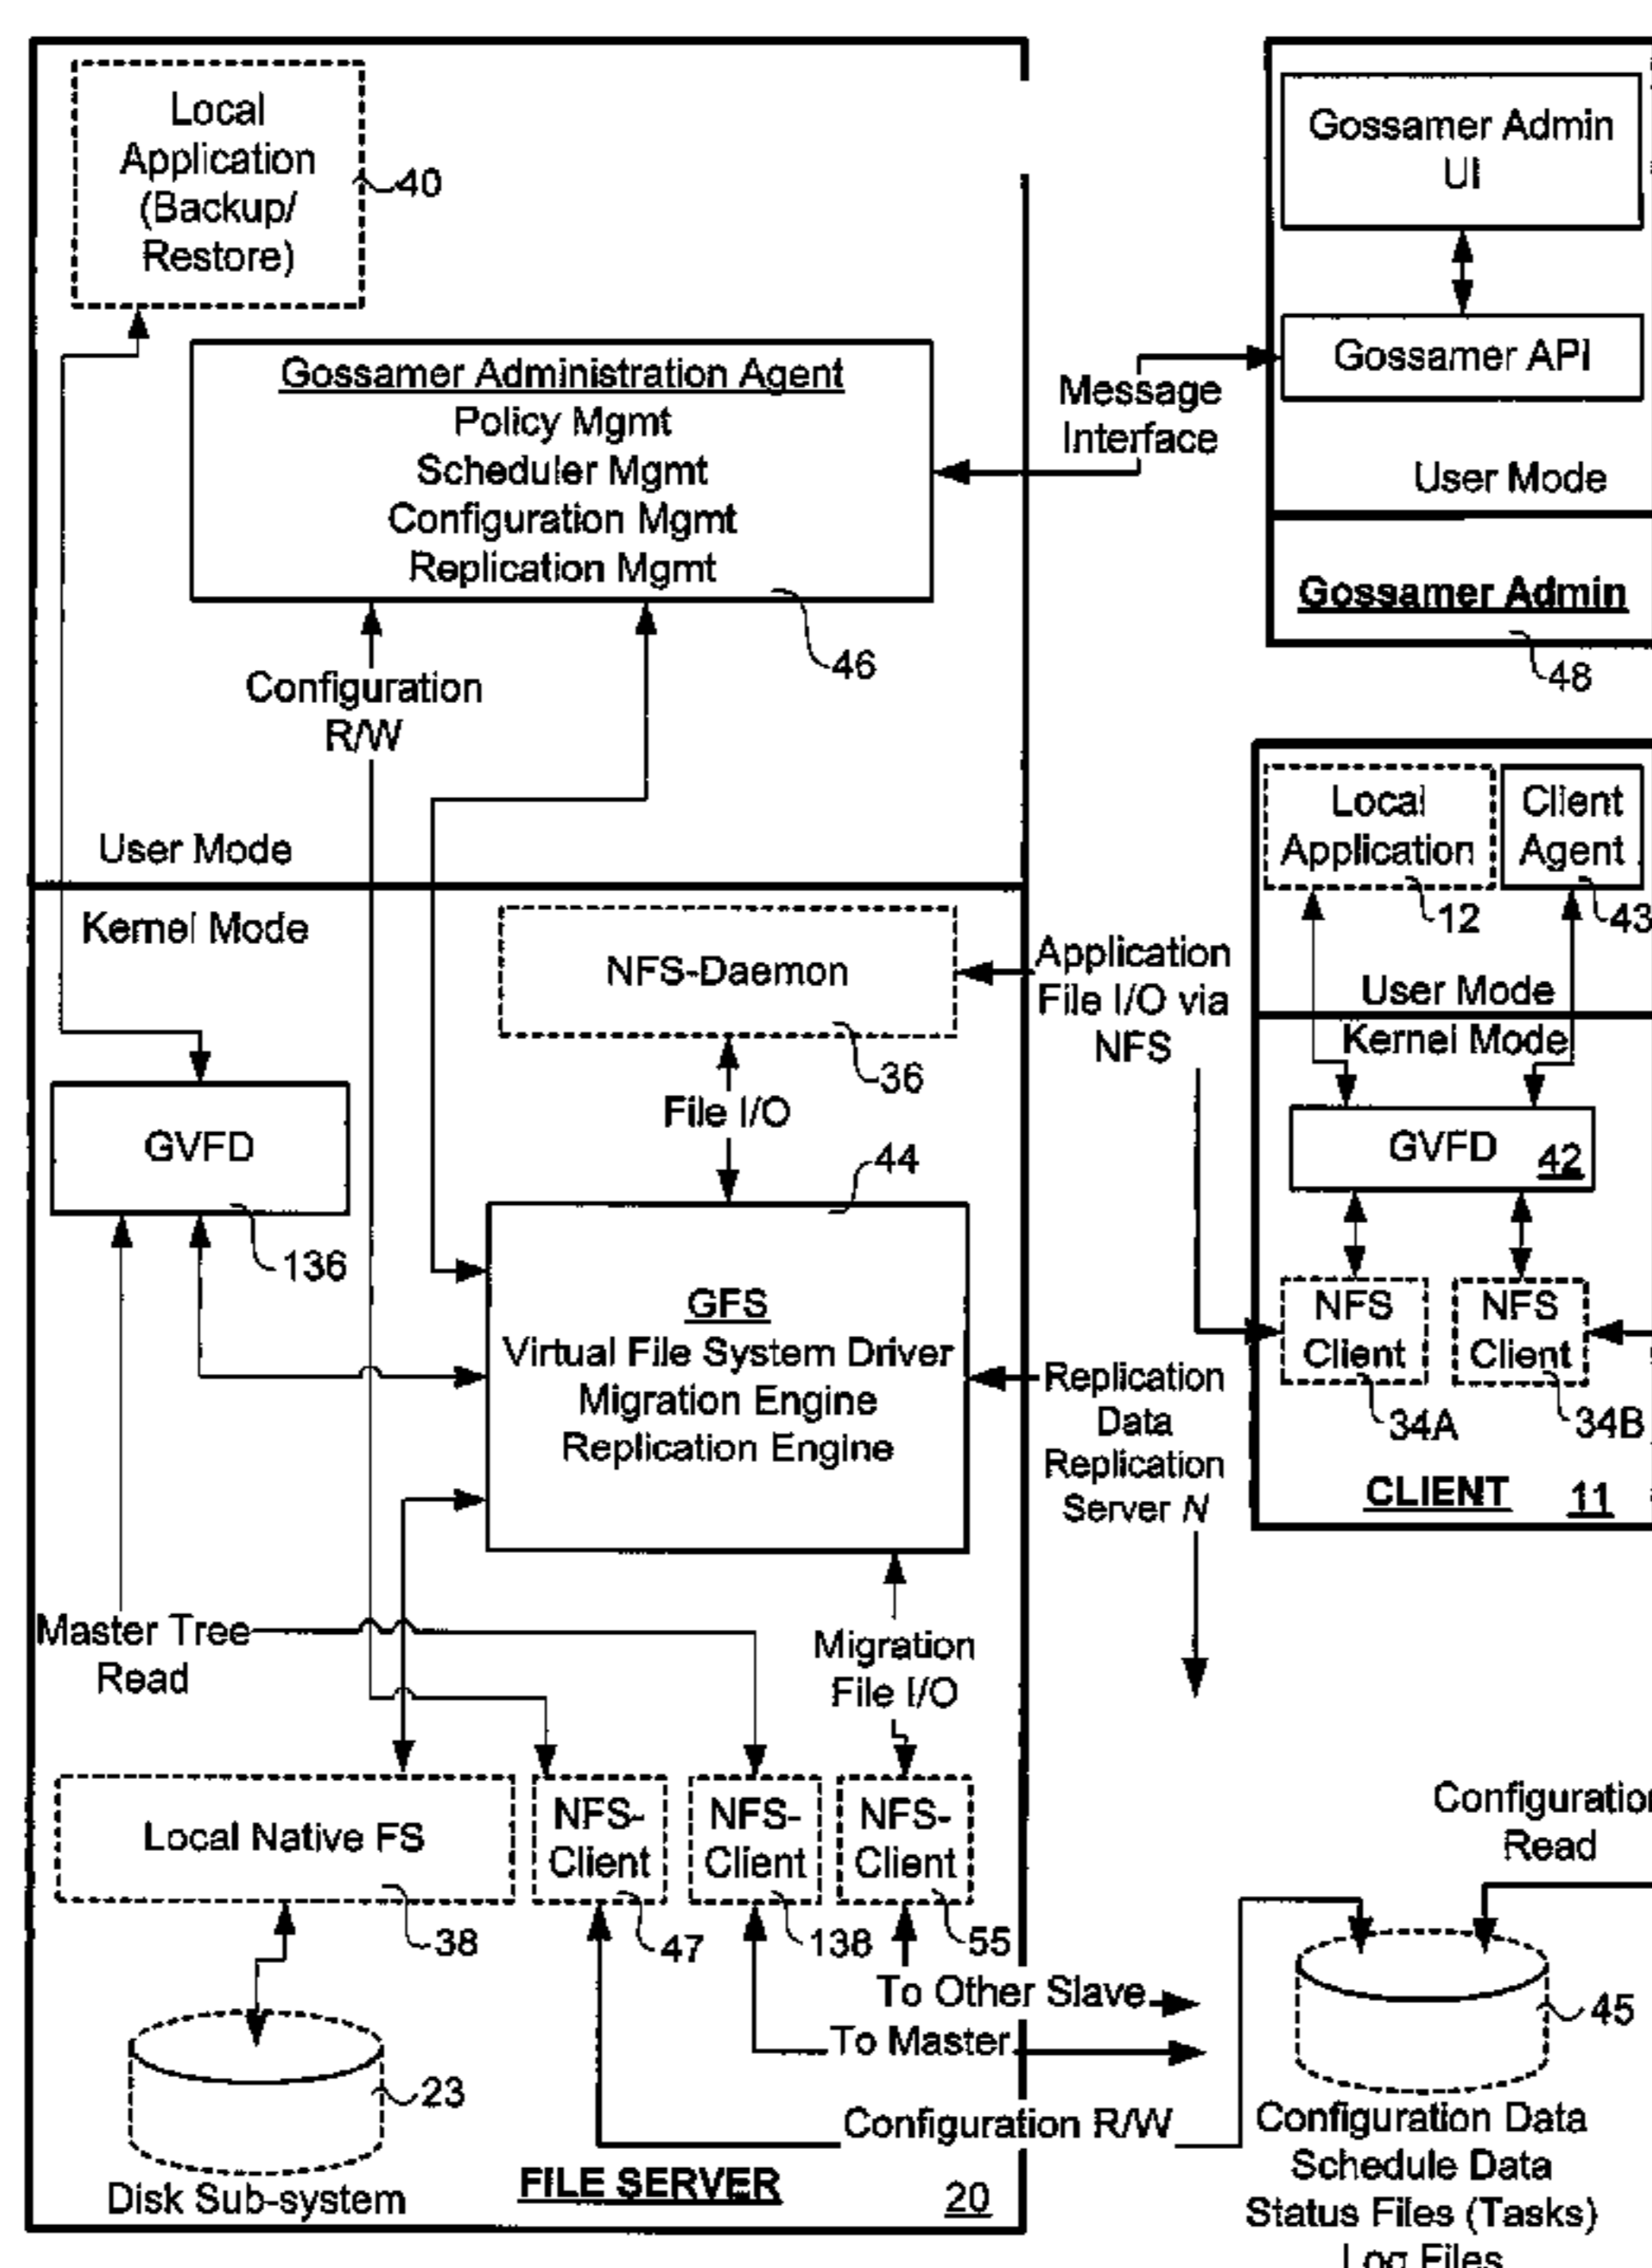 Local
Application
(Backup/
Restore)
40
Gossamer Administration Agent
Policy Mgmt
Scheduler Mgmt
Configuration Mgmt
Replication Mgmt
46
Configuration
R/W
User Mode
Message
Interface
Gossamer Admin
UI
Gossamer API
User Mode
Gossamer Admin
48
Kernel Mode
NFS-Daemon
36
Application
File I/O via
NFS
File I/O
GVFD
136
44
GFS
Virtual File System Driver
Migration Engine
Replication Engine
Replication
Data
Replication
Server N
Local
Application
12
Client
Agent
43
User Mode
Kernel Mode
GVFD 42
NFS
Client
34A
NFS
Client
34B
CLIENT 11
Master Tree
Read
Migration
File I/O
Local Native FS
38
NFS-
Client
47
NFS-
Client
138
NFS-
Client
55
To Other Slave
To Master
Configuration R/W
23
Disk Sub-system
FILE SERVER 20
Configuration
Read
45
Configuration Data
Schedule Data
Status Files (Tasks)
Log Files